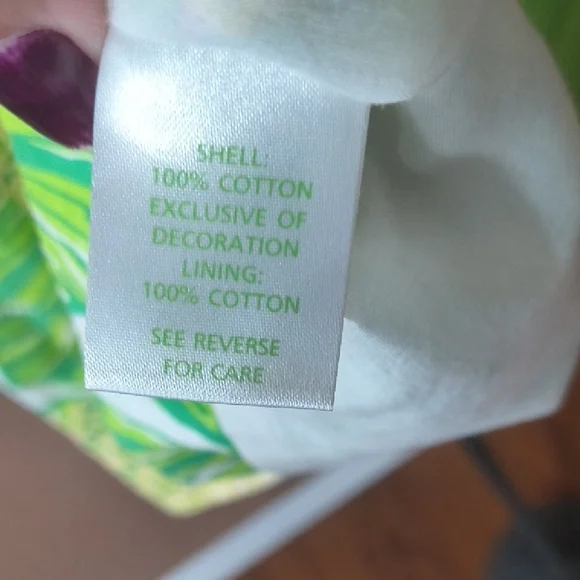 SHELL:
100% COTTON
EXCLUSIVE OF
DECORATION
LINING:
100% COTTON
SEE REVERSE
FOR CARE